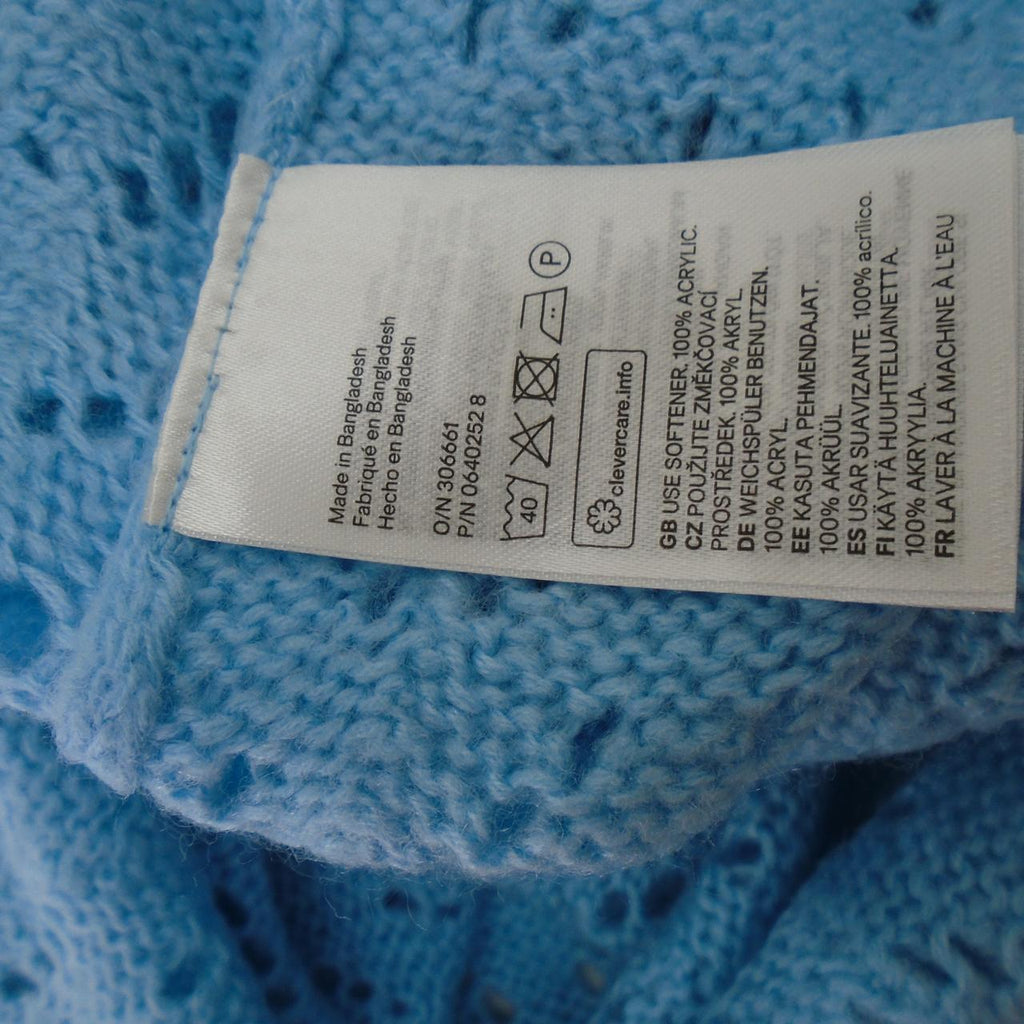 Made in Bangladesh
Fabriqué en Bangladesh
Hecho en Bangladesh
O/N 306661
P/N 0640252 8
40
P
clevercare.info
GB USE SOFTENER. 100% ACRYLIC.
CZ POUŽIJTE ZMĚKČOVACÍ
PROSTŘEDEK. 100% AKRYL.
DE WEICHSPÜLER BENUTZEN.
100% ACRYL.
EE KASUTA PEHMENDAJAT.
100% AKRÜÜL.
ES USAR SUAVIZANTE. 100% acrílico.
FI KÄYTÄ HUUHTELUAINETTA.
100% AKRYYLIA.
FR LAVER À LA MACHINE À L'EAU